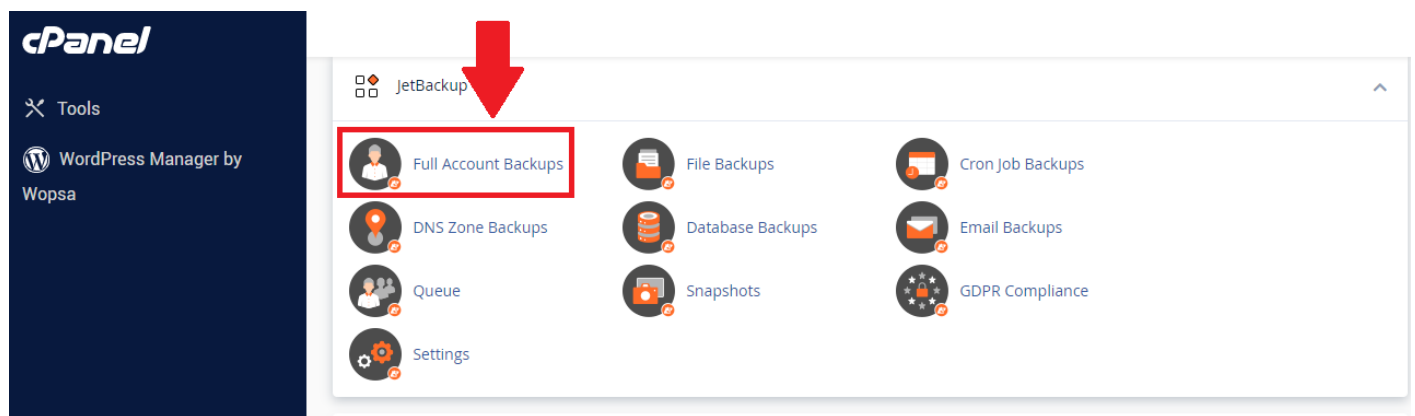 cPanel
Tools
WordPress Manager by
Wopsa
JetBackup
Full Account Backups
File Backups
Cron Job Backups
DNS Zone Backups
Database Backups
Email Backups
Queue
Snapshots
GDPR Compliance
Settings